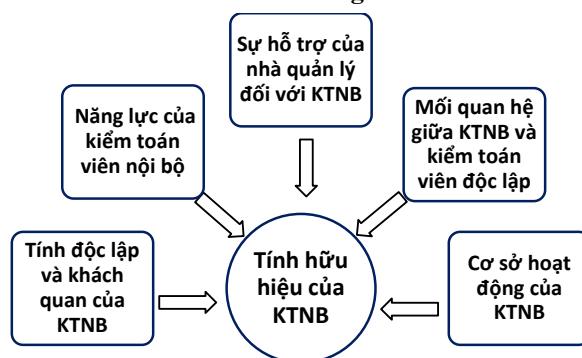 Sự hỗ trợ của
nhà quản lý
đối với KTNB
Năng lực của
kiểm toán
viên nội bộ
Mối quan hệ
giữa KTNB và
kiểm toán
viên độc lập
Tính độc lập
và khách
quan của
KTNB
Tính hữu
hiệu của
KTNB
Cơ sở hoạt
động của
KTNB